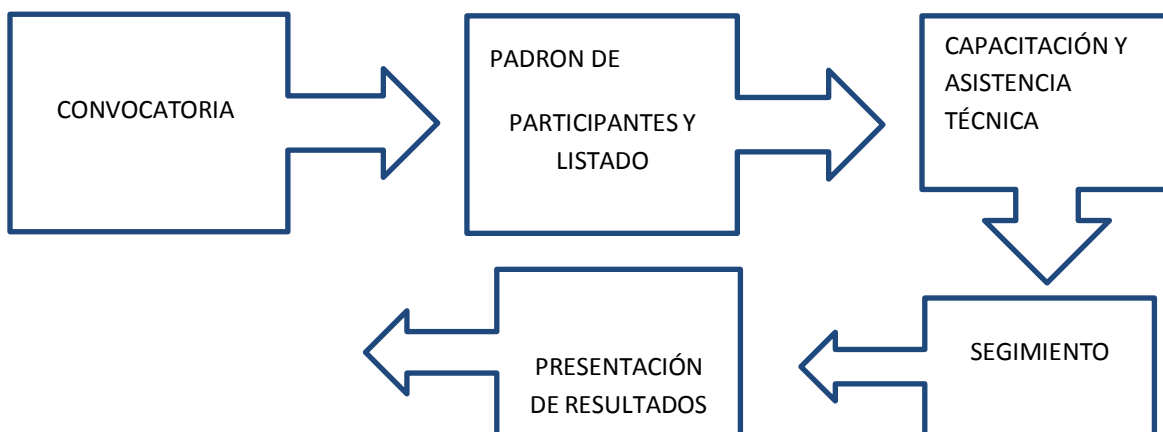 CONVOCATORIA
PADRON DE
PARTICIPANTES Y
LISTADO
CAPACITACIÓN Y
ASISTENCIA
TÉCNICA
SEGIMIENTO
PRESENTACIÓN
DE RESULTADOS